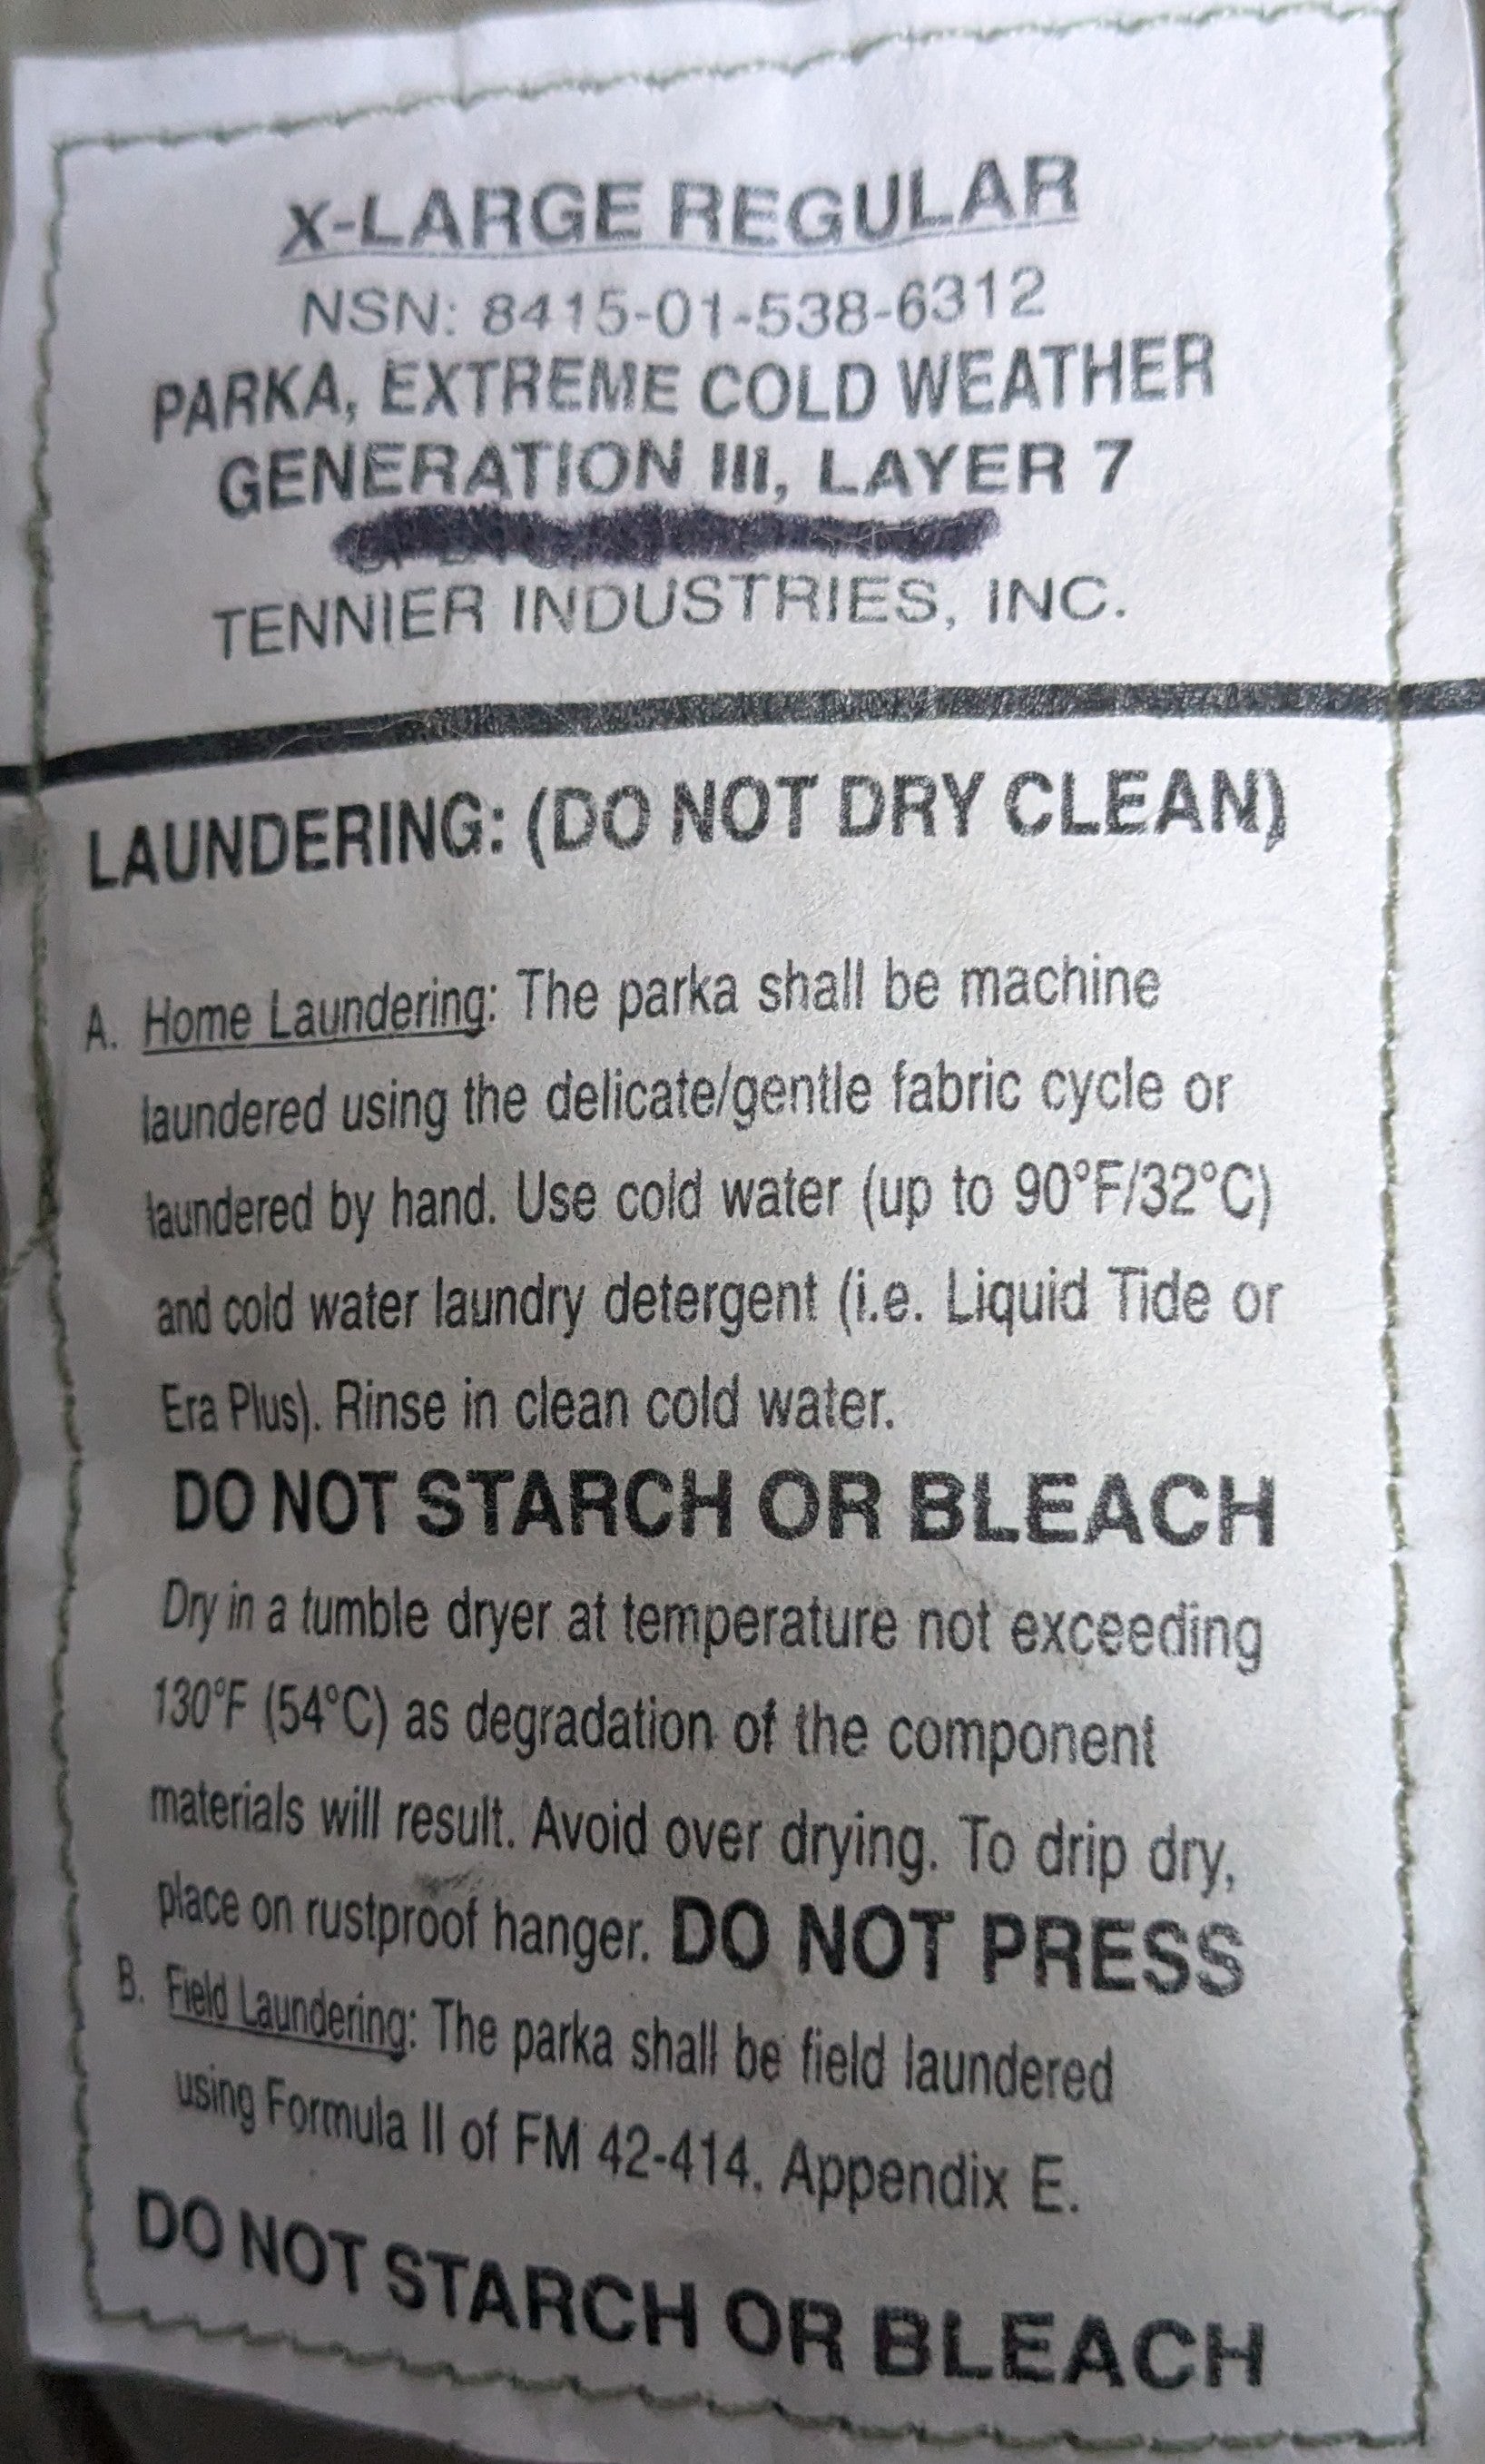 X-LARGE REGULAR
NSN: 8415-01-538-6312
PARKA, EXTREME COLD WEATHER
GENERATION III, LAYER 7
TENNIER INDUSTRIES, INC.
LAUNDERING: (DO NOT DRY CLEAN)
A. Home Laundering: The parka shall be machine
laundered using the delicate/gentle fabric cycle or
laundered by hand. Use cold water (up to 90°F/32°C)
and cold water laundry detergent (i.e. Liquid Tide or
Era Plus). Rinse in clean cold water.
DO NOT STARCH OR BLEACH
Dry in a tumble dryer at temperature not exceeding
130°F (54°C) as degradation of the component
materials will result. Avoid over drying. To drip dry,
place on rustproof hanger. DO NOT PRESS
B. Field Laundering: The parka shall be field laundered
using Formula II of FM 42-414. Appendix E.
DO NOT STARCH OR BLEACH